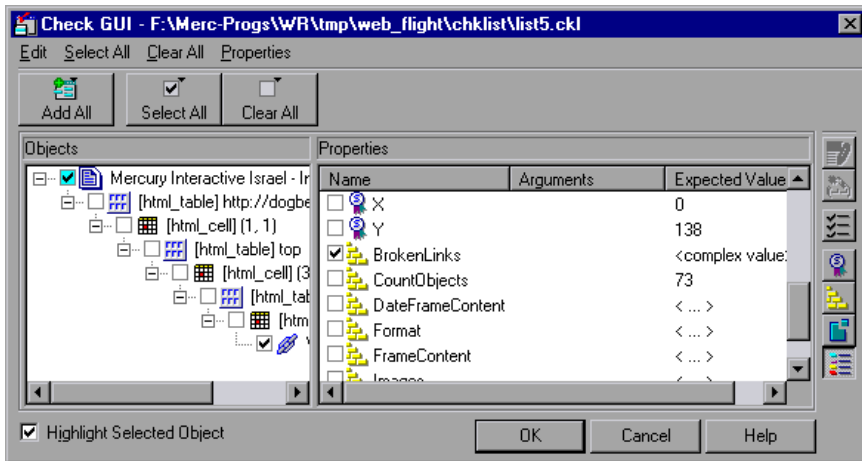 Check GUI - F:\Merc-Progs\WR\tmp\web_flight\chklist\list5.ckl
Edit Select All Clear All Properties
Add All Select All Clear All
Objects
Mercury Interactive Israel - Ir
[html_table] http://dogbe
[html_cell] (1, 1)
[html_table] top
[html_cell] (3
[html_tab
[htm
Properties
Name Arguments Expected Value
X 0
Y 138
BrokenLinks <complex value
CountObjects 73
DateFrameContent < ... >
Format < ... >
FrameContent < ... >
Images < ... >
Highlight Selected Object
OK Cancel Help